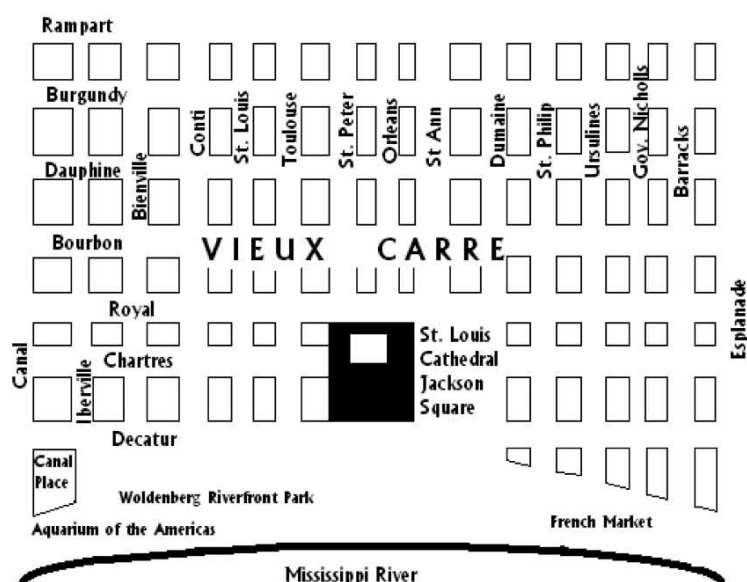 Rampart
Burgundy
Conti
St. Louis
Toulouse
St. Peter
Orleans
St Ann
Dumaine
St. Philip
Ursulines
Gov. Nicholls
Barracks
Dauphine
Bienville
Bourbon
VIEUX CARRE
Royal
Esplanade
Canal
Iberville
Chartres
St. Louis
Cathedral
Jackson
Square
Decatur
Canal
Place
Woldenberg Riverfront Park
Aquarium of the Americas
French Market
Mississippi River